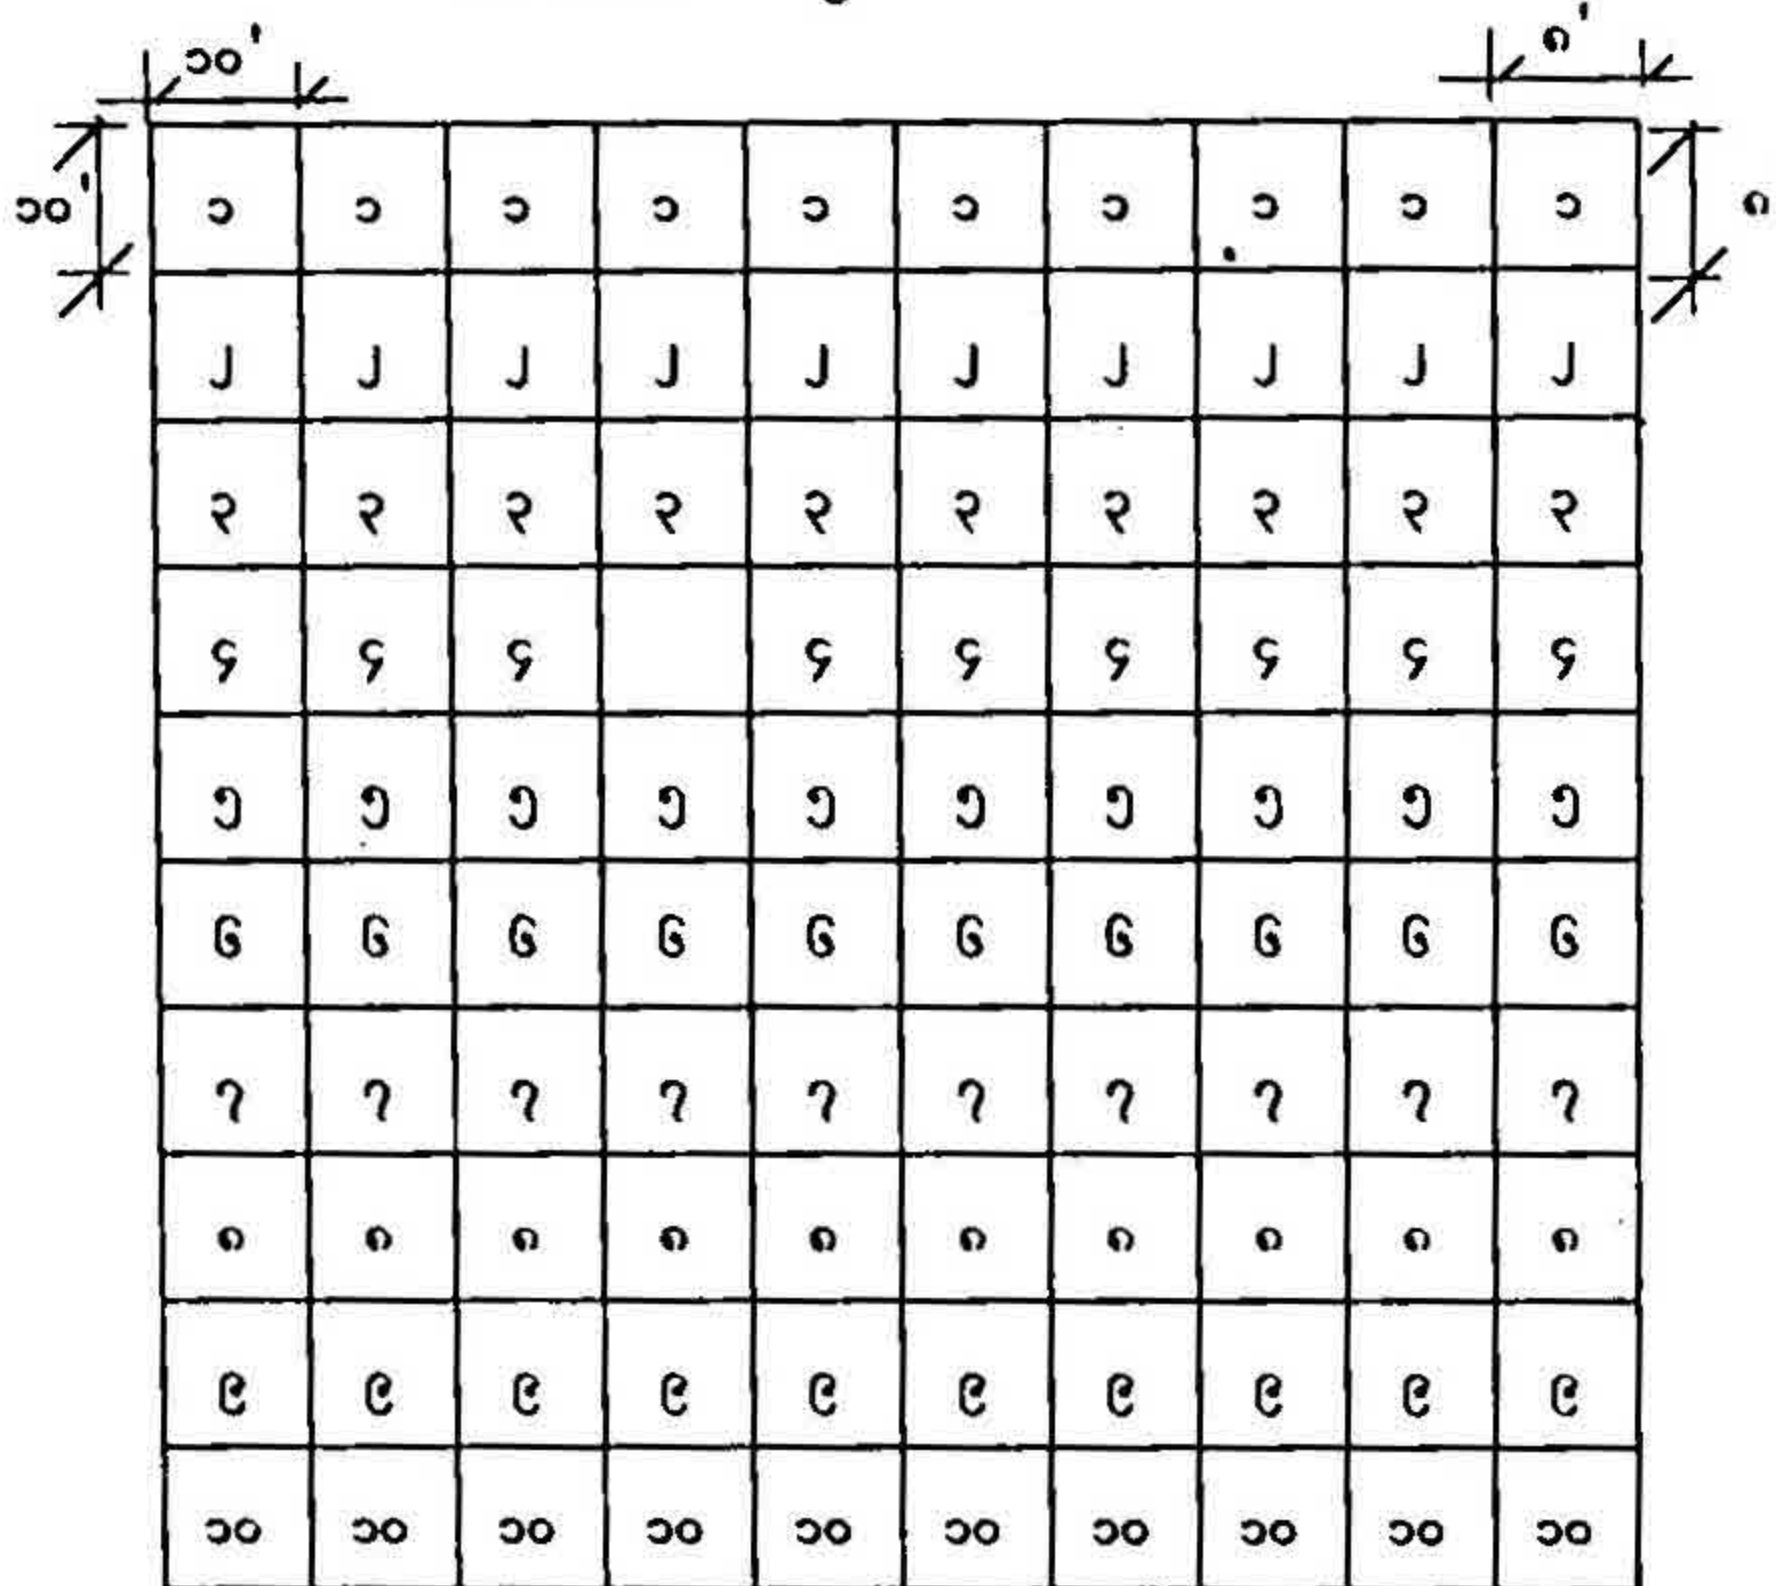 ၁၀' ၈'
၁၀' ၁ ၁ ၁ ၁ ၁ ၁ ၁ ၁ ၁ ၁ ၈
၂ ၂ ၂ ၂ ၂ ၂ ၂ ၂ ၂ ၂
၃ ၃ ၃ ၃ ၃ ၃ ၃ ၃ ၃ ၃
၄ ၄ ၄ ၄ ၄ ၄ ၄ ၄ ၄
၅ ၅ ၅ ၅ ၅ ၅ ၅ ၅ ၅ ၅
၆ ၆ ၆ ၆ ၆ ၆ ၆ ၆ ၆ ၆
၇ ၇ ၇ ၇ ၇ ၇ ၇ ၇ ၇ ၇
၈ ၈ ၈ ၈ ၈ ၈ ၈ ၈ ၈ ၈
၉ ၉ ၉ ၉ ၉ ၉ ၉ ၉ ၉ ၉
၁၀ ၁၀ ၁၀ ၁၀ ၁၀ ၁၀ ၁၀ ၁၀ ၁၀ ၁၀